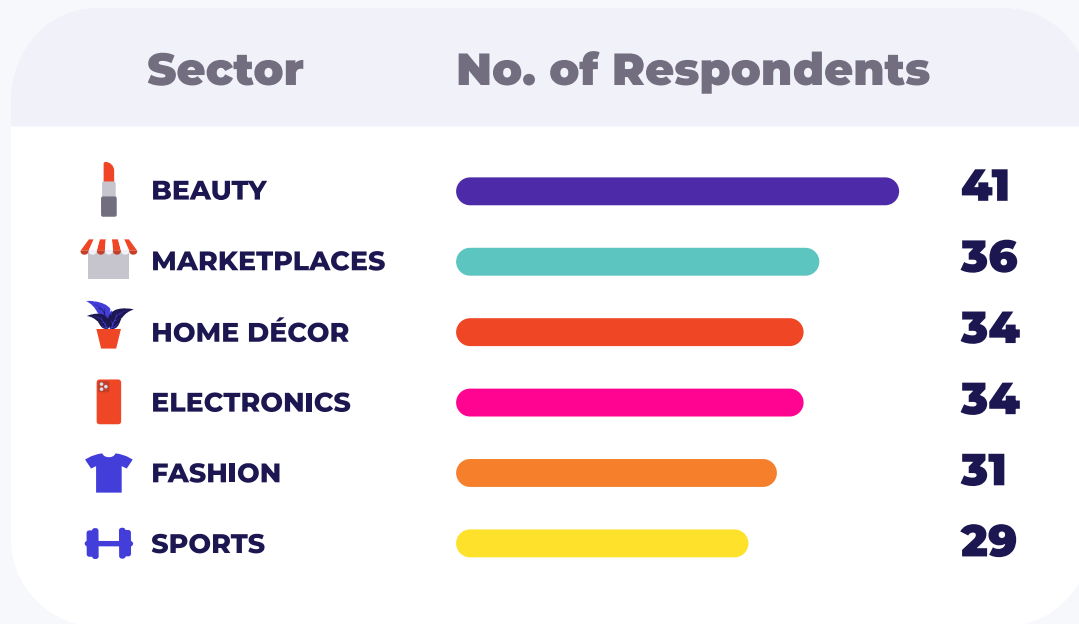 Sector No. of Respondents
BEAUTY 41
MARKETPLACES 36
HOME DÉCOR 34
ELECTRONICS 34
FASHION 31
SPORTS 29